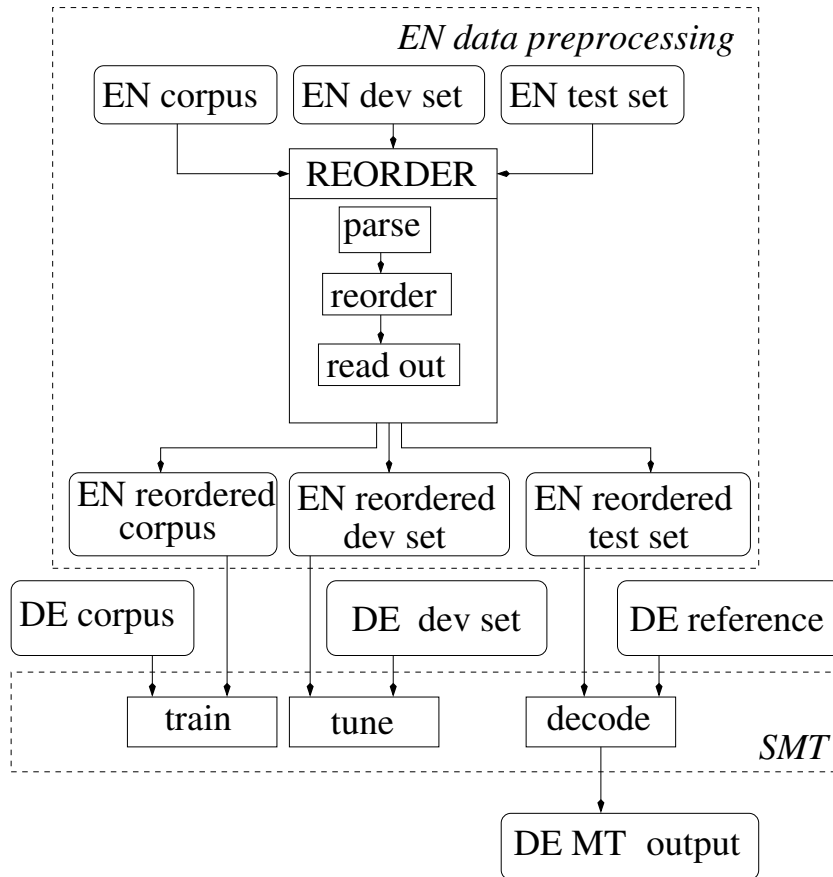 EN data preprocessing
EN corpus
EN dev set
EN test set
REORDER
parse
reorder
read out
EN reordered
corpus
EN reordered
dev set
EN reordered
test set
DE corpus
DE dev set
DE reference
train
tune
decode
SMT
DE MT output